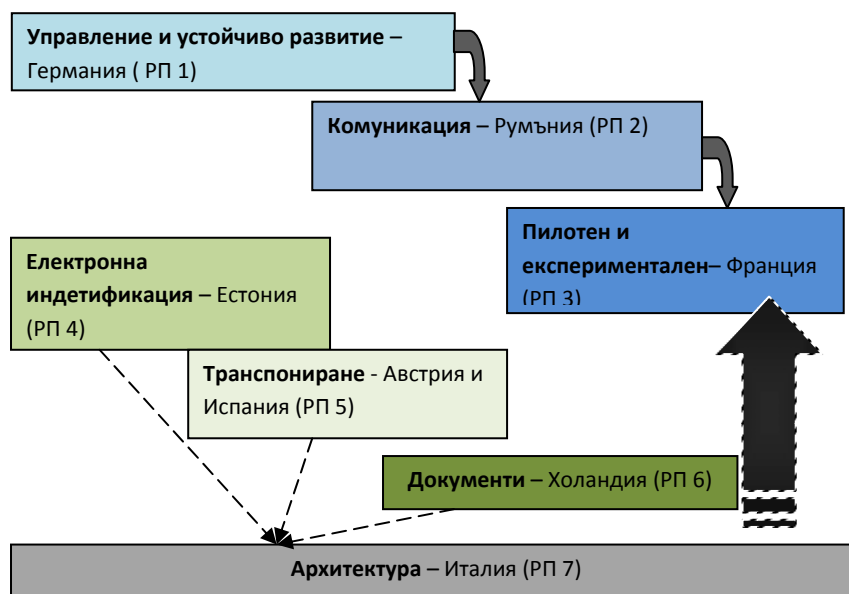 Управление и устойчиво развитие –
Германия ( РП 1)
Комуникация – Румъния (РП 2)
Пилотен и
експериментален– Франция
(РП 3)
Електронна
индетификация – Естония
(РП 4)
Транспониране - Австрия и
Испания (РП 5)
Документи – Холандия (РП 6)
Архитектура – Италия (РП 7)